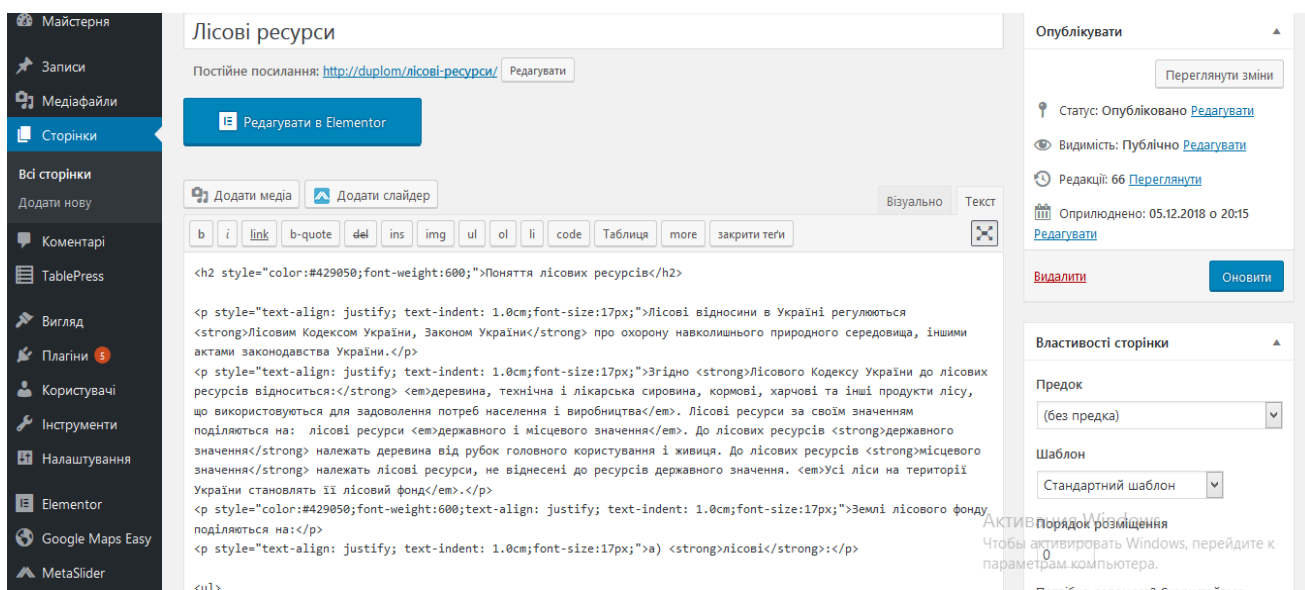 Майстерня
Записи
Медіафайли
Сторінки
Всі сторінки
Додати нову
Коментарі
TablePress
Вигляд
Плагіни 5
Користувачі
Інструменти
Налаштування
Elementor
Google Maps Easy
MetaSlider
Лісові ресурси
Постійне посилання: http://duplom/лісові-ресурси/ Редагувати
Редагувати в Elementor
Додати медіа Додати слайдер
Візуально Текст
b i link b-quote del ins img ul ol li code Таблиця more закрити теґи
<h2 style="color:#429050;font-weight:600;">Поняття лісових ресурсів</h2>
<p style="text-align: justify; text-indent: 1.0cm;font-size:17px;">Лісові відносини в Україні регулюються
<strong>Лісовим Кодексом України, Законом України</strong> про охорону навколишнього природного середовища, іншими
актами законодавства України.</p>
<p style="text-align: justify; text-indent: 1.0cm;font-size:17px;">Згідно <strong>Лісового Кодексу України до лісових
ресурсів відноситься:</strong> <em>деревина, технічна і лікарська сировина, кормові, харчові та інші продукти лісу,
що використовуються для задоволення потреб населення і виробництва</em>. Лісові ресурси за своїм значенням
поділяються на:  лісові ресурси <em>державного і місцевого значення</em>. До лісових ресурсів <strong>державного
значення</strong> належать деревина від рубок головного користування і живиця. До лісових ресурсів <strong>місцевого
значення</strong> належать лісові ресурси, не віднесені до ресурсів державного значення. <em>Усі ліси на території
України становлять її лісовий фонд</em>.</p>
<p style="color:#429050;font-weight:600;text-align: justify; text-indent: 1.0cm;font-size:17px;">Землі лісового фонду
поділяються на:</p>
<p style="text-align: justify; text-indent: 1.0cm;font-size:17px;">а) <strong>лісові</strong>:</p>
<ul>
Опублікувати
Переглянути зміни
Статус: Опубліковано Редагувати
Видимість: Публічно Редагувати
Редакції: 66 Переглянути
Оприлюднено: 05.12.2018 о 20:15
Редагувати
Видалити Оновити
Властивості сторінки
Предок
(без предка)
Шаблон
Стандартний шаблон
Порядок розміщення
0
Активация Windows
Чтобы активировать Windows, перейдите к
параметрам компьютера.